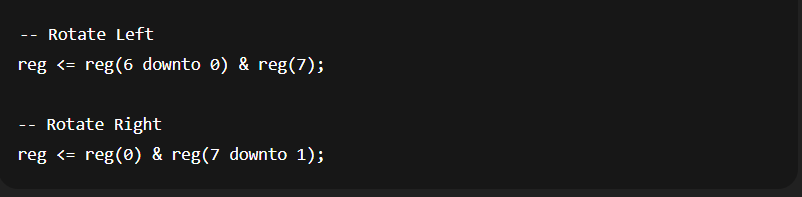 -- Rotate Left
reg <= reg(6 downto 0) & reg(7);
-- Rotate Right
reg <= reg(0) & reg(7 downto 1);